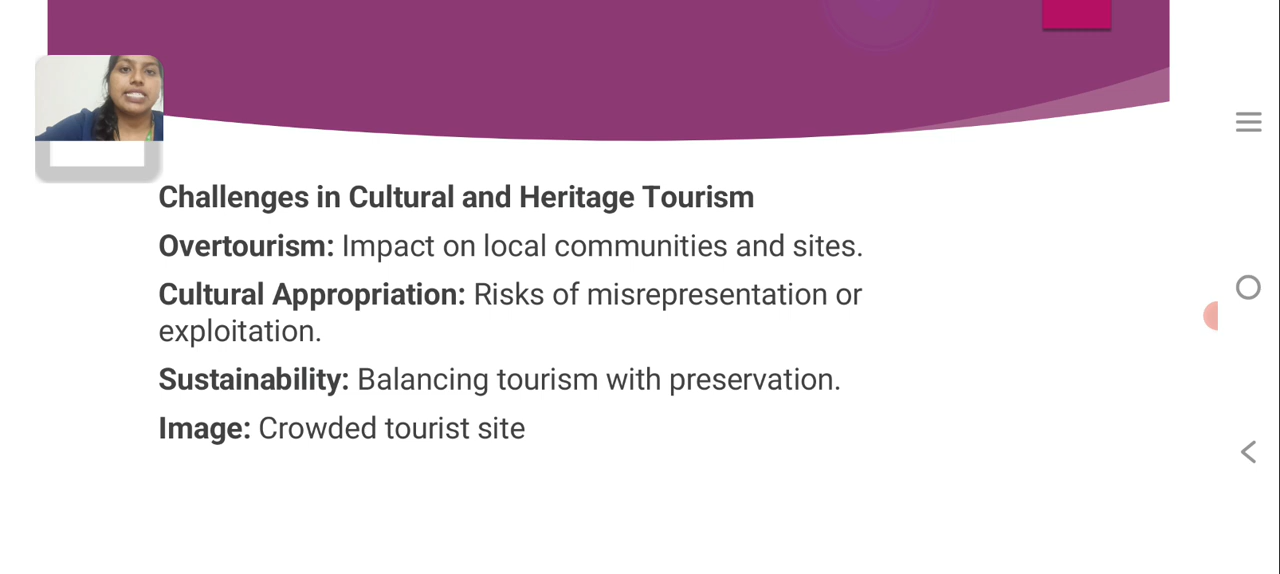 Challenges in Cultural and Heritage Tourism
Overtourism: Impact on local communities and sites.
Cultural Appropriation: Risks of misrepresentation or
exploitation.
Sustainability: Balancing tourism with preservation.
Image: Crowded tourist site